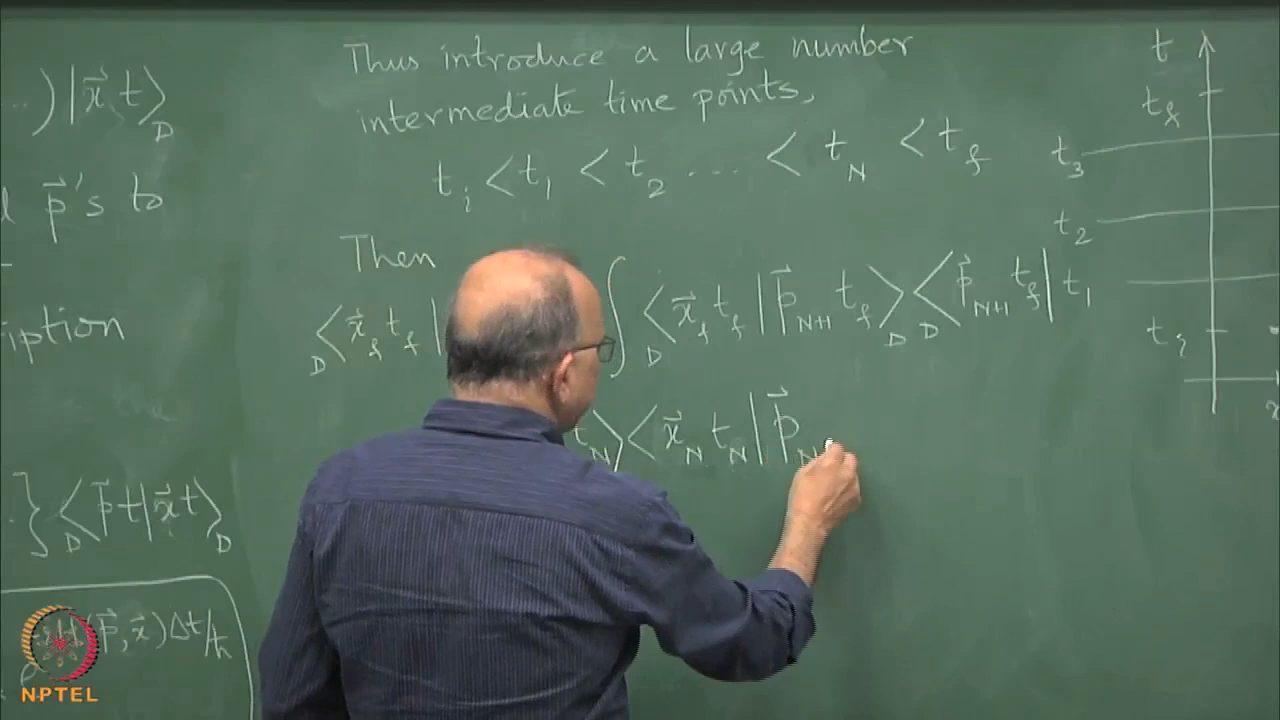 Thus introduce a large number
intermediate time points,
t_i < t_1 < t_2 .... < t_N < t_f
Then
_D⟨x⃗_f t_f | ∫ _D⟨x⃗_f t_f | p⃗_{N+1} t_f⟩_D _D⟨p⃗_{N+1} t_f |
t_N⟩⟨x⃗_N t_N | p⃗_N
...) | x⃗ t⟩_D
p⃗'s to
iption
.} _D⟨p⃗ t | x⃗ t⟩_D
H(p⃗, x⃗) Δt/ħ
t
t_f
t_3
t_2
t_1
t_i
NPTEL